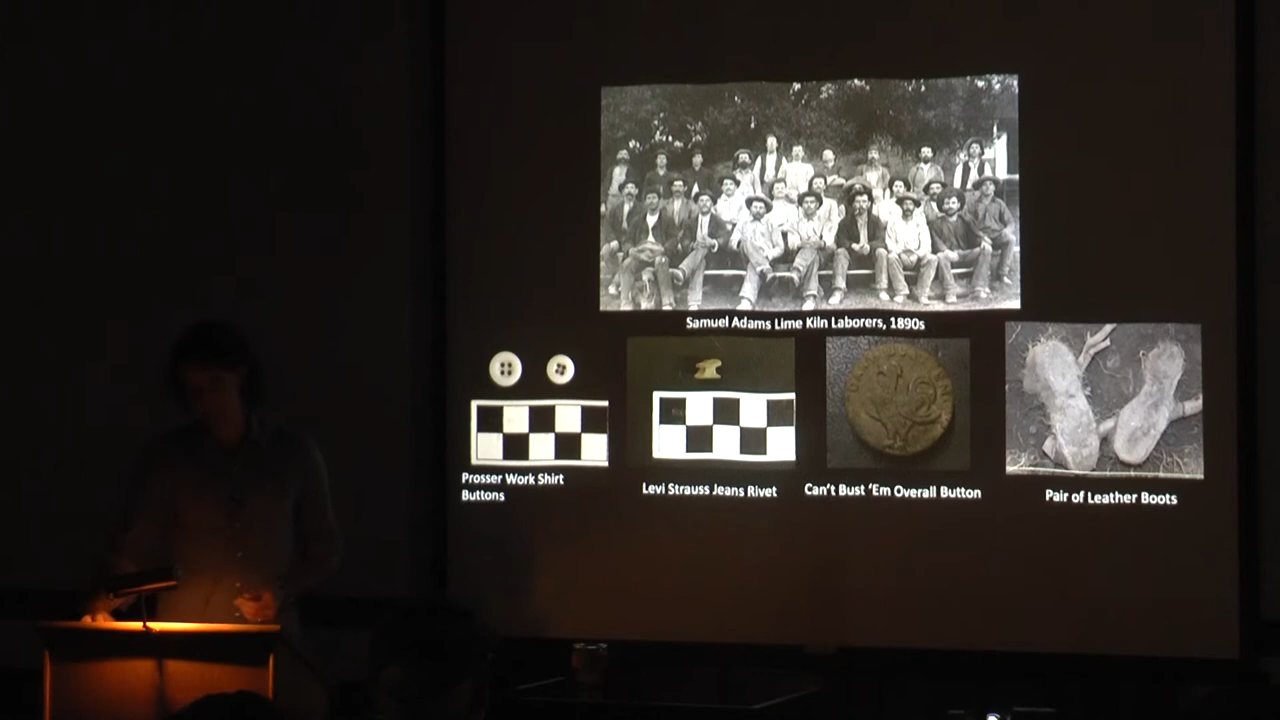 Samuel Adams Lime Kiln Laborers, 1890s
Prosser Work Shirt
Buttons
Levi Strauss Jeans Rivet
Can't Bust 'Em Overall Button
Pair of Leather Boots